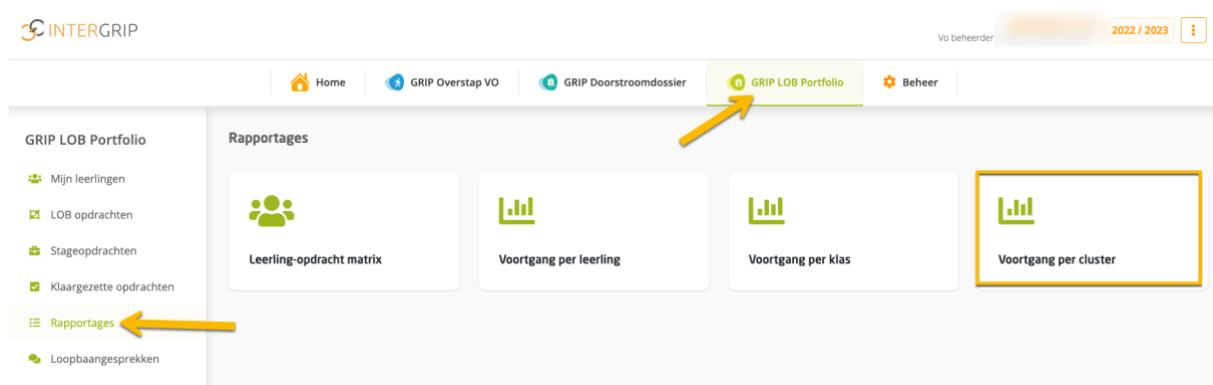 INTERGRIP
Vo beheerder
2022 / 2023
Home
GRIP Overstap VO
GRIP Doorstroomdossier
GRIP LOB Portfolio
Beheer
GRIP LOB Portfolio
Mijn leerlingen
LOB opdrachten
Stageopdrachten
Klaargezette opdrachten
Rapportages
Loopbaangesprekken
Rapportages
Leerling-opdracht matrix
Voortgang per leerling
Voortgang per klas
Voortgang per cluster